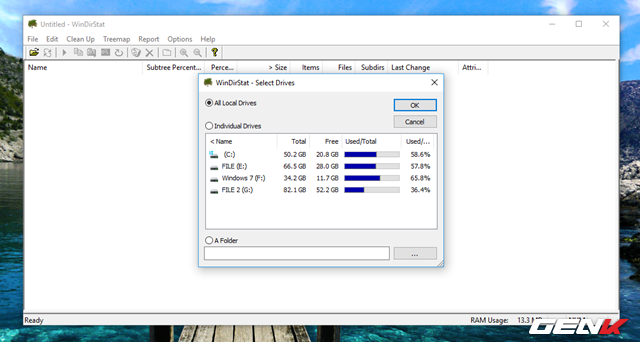 Untitled - WinDirStat
File Edit Clean Up Treemap Report Options Help
Name Subtree Percent... Perce... > Size Items Files Subdirs Last Change Attri...
WinDirStat - Select Drives
All Local Drives
OK
Cancel
Individual Drives
< Name Total Free Used/Total Used/...
(C:) 50.2 GB 20.8 GB 58.6%
FILE (E:) 66.5 GB 28.0 GB 57.8%
Windows 7 (F:) 34.2 GB 11.7 GB 65.8%
FILE 2 (G:) 82.1 GB 52.2 GB 36.4%
A Folder
...
Ready RAM Usage: 13.3
GENK